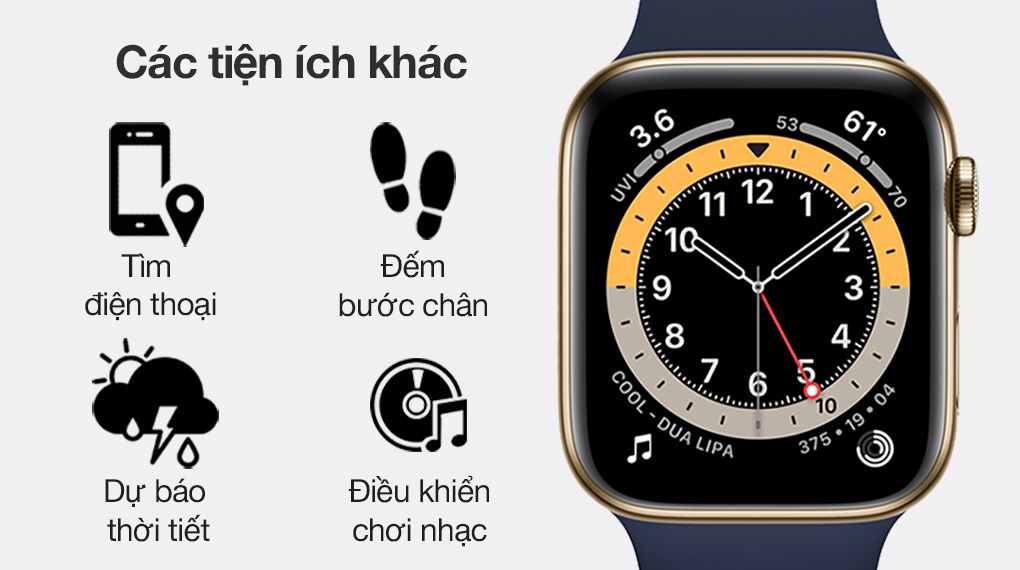 Các tiện ích khác
Tìm
điện thoại
Đếm
bước chân
Dự báo
thời tiết
Điều khiển
chơi nhạc
3.6
UVI
53
61°
70
12
1
2
3
4
5
6
7
8
9
10
11
10
COOL - DUA LIPA
375 • 19 • 04